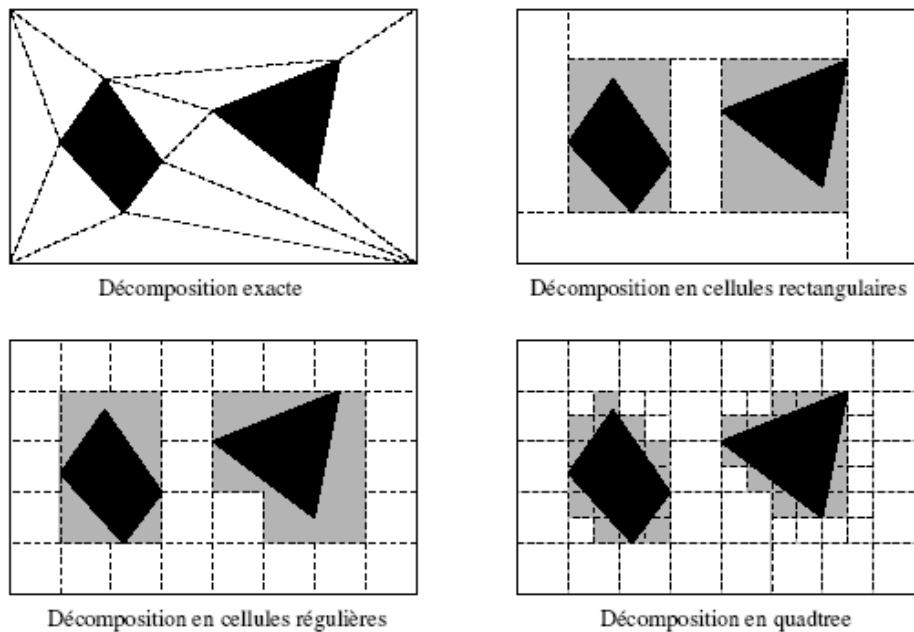 Décomposition exacte
Décomposition en cellules rectangulaires
Décomposition en cellules régulières
Décomposition en quadtree